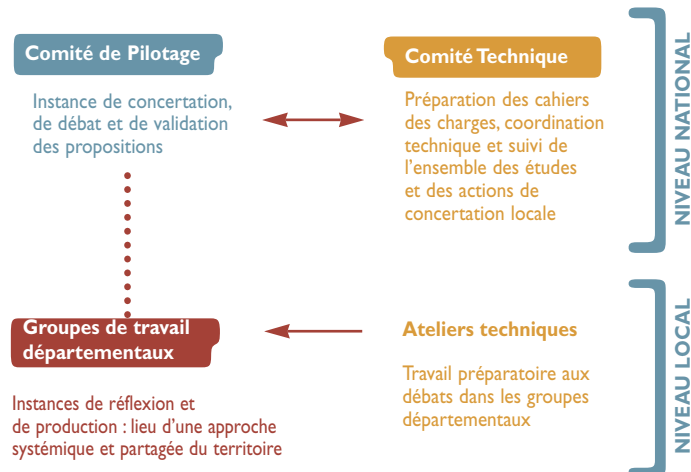 Comité de Pilotage
Instance de concertation,
de débat et de validation
des propositions
Comité Technique
Préparation des cahiers
des charges, coordination
technique et suivi de
l’ensemble des études
et des actions de
concertation locale
NIVEAU NATIONAL
Groupes de travail
départementaux
Instances de réflexion et
de production : lieu d’une approche
systémique et partagée du territoire
Ateliers techniques
Travail préparatoire aux
débats dans les groupes
départementaux
NIVEAU LOCAL